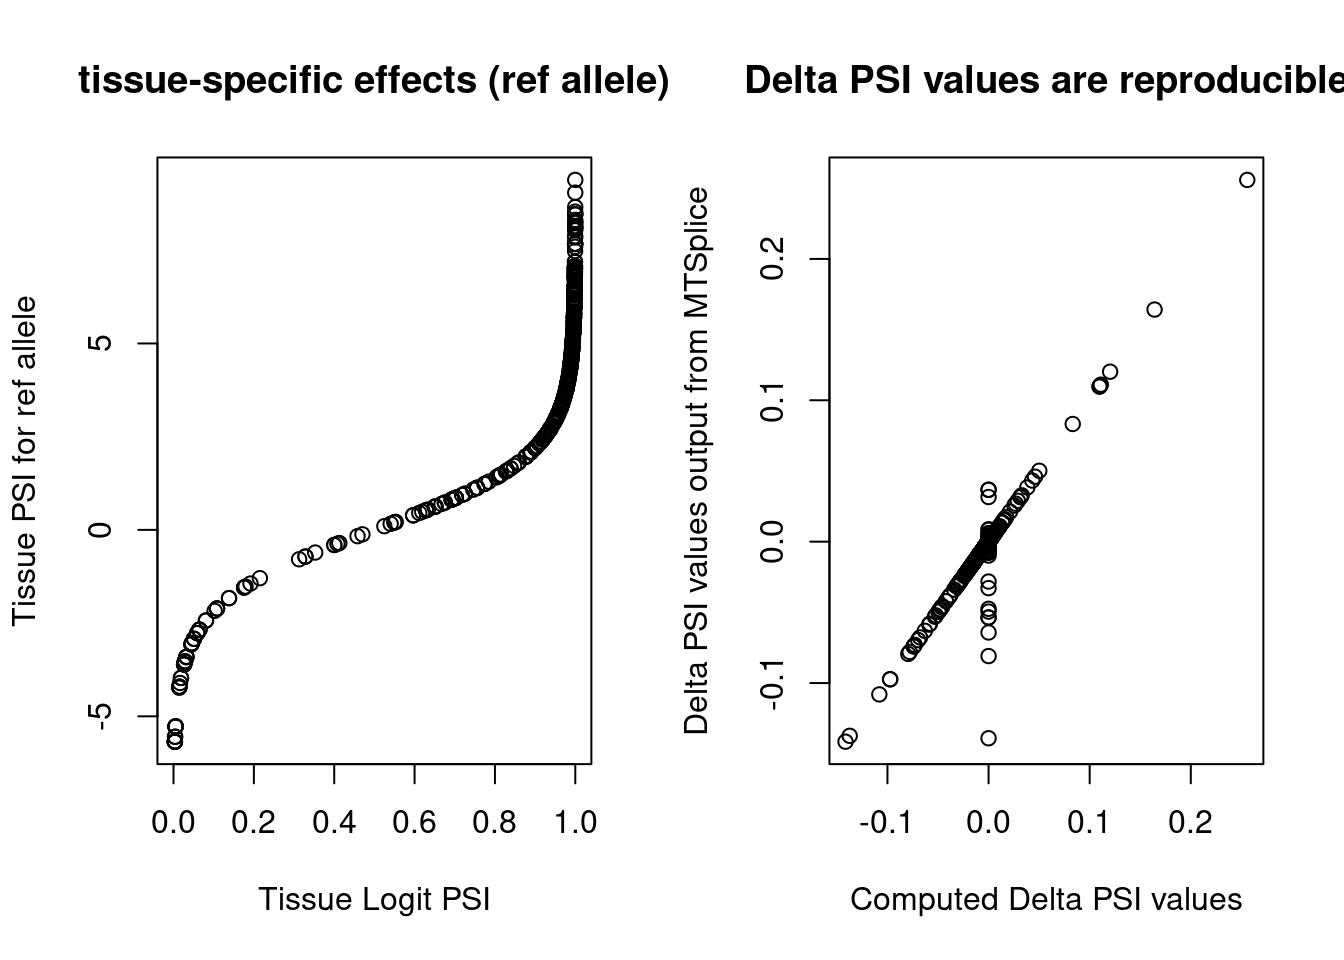 tissue-specific effects (ref allele)
Tissue PSI for ref allele
5
0
-5
0.0 0.2 0.4 0.6 0.8 1.0
Tissue Logit PSI
Delta PSI values are reproducible
Delta PSI values output from MTSplice
0.2
0.1
0.0
-0.1
-0.1 0.0 0.1 0.2
Computed Delta PSI values